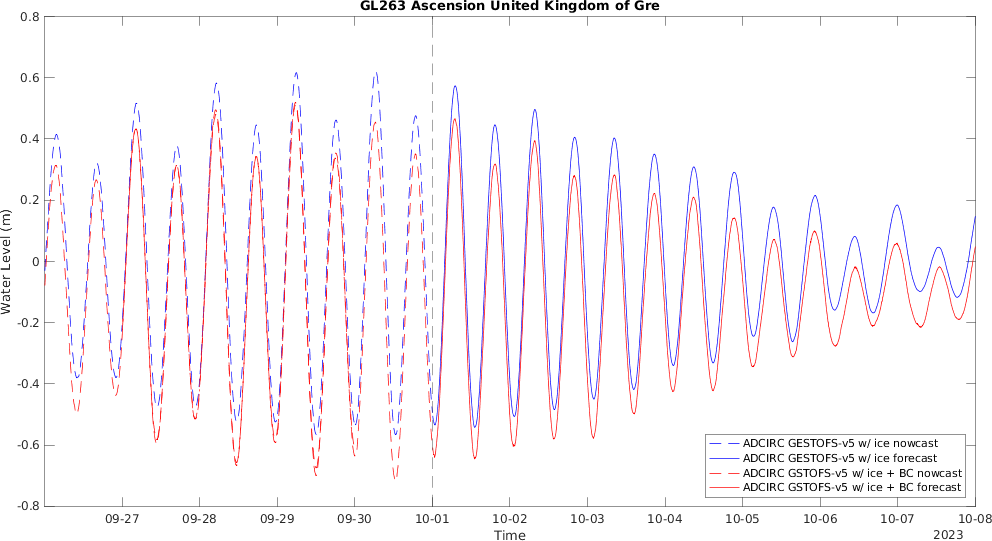 GL263 Ascension United Kingdom of Gre
0.8
0.6
0.4
0.2
0
-0.2
-0.4
-0.6
-0.8
Water Level (m)
ADCIRC GESTOFS-v5 w/ ice nowcast
ADCIRC GESTOFS-v5 w/ ice forecast
ADCIRC GSTOFS-v5 w/ ice + BC nowcast
ADCIRC GSTOFS-v5 w/ ice + BC forecast
09-27 09-28 09-29 09-30 10-01 10-02 10-03 10-04 10-05 10-06 10-07 10-08
Time
2023